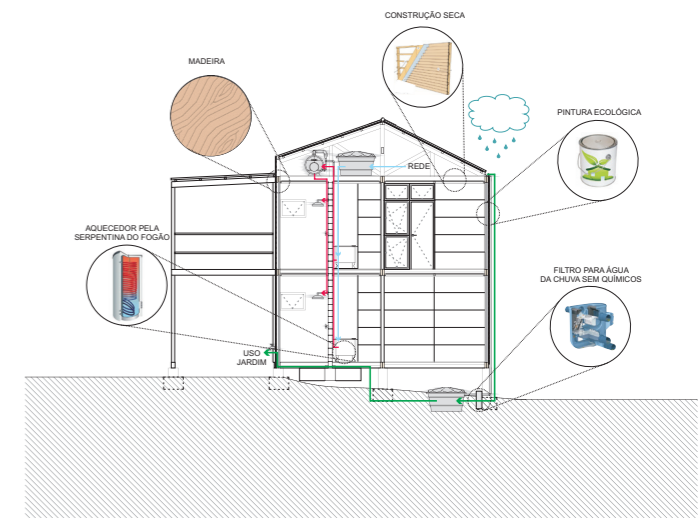 CONSTRUÇÃO SECA
MADEIRA
PINTURA ECOLÓGICA
REDE
AQUECEDOR PELA
SERPENTINA DO FOGÃO
FILTRO PARA ÁGUA
DA CHUVA SEM QUÍMICOS
USO
JARDIM